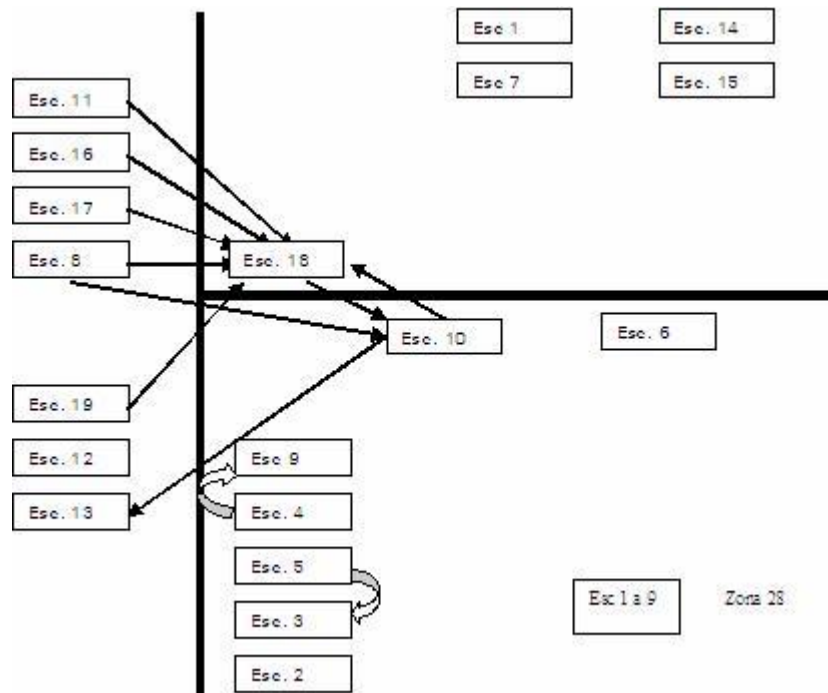 Esc 1
Esc. 14
Esc 7
Esc. 15
Esc. 11
Esc. 16
Esc. 17
Esc. 8
Esc. 18
Esc. 10
Esc. 6
Esc. 19
Esc. 12
Esc. 13
Esc 9
Esc. 4
Esc. 5
Esc. 3
Esc. 2
Esc 1 a 9
Zona 28